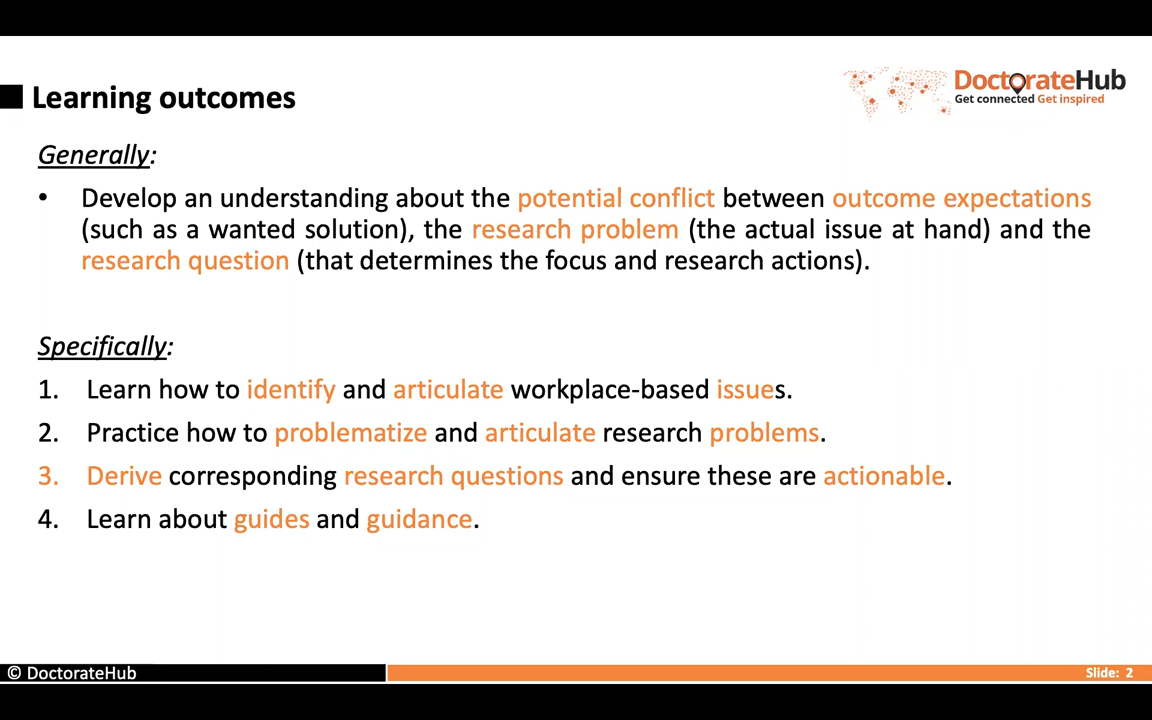 Learning outcomes
DoctorateHub
Get connected Get inspired
Generally:
• Develop an understanding about the potential conflict between outcome expectations
(such as a wanted solution), the research problem (the actual issue at hand) and the
research question (that determines the focus and research actions).
Specifically:
1. Learn how to identify and articulate workplace-based issues.
2. Practice how to problematize and articulate research problems.
3. Derive corresponding research questions and ensure these are actionable.
4. Learn about guides and guidance.
© DoctorateHub
Slide: 2